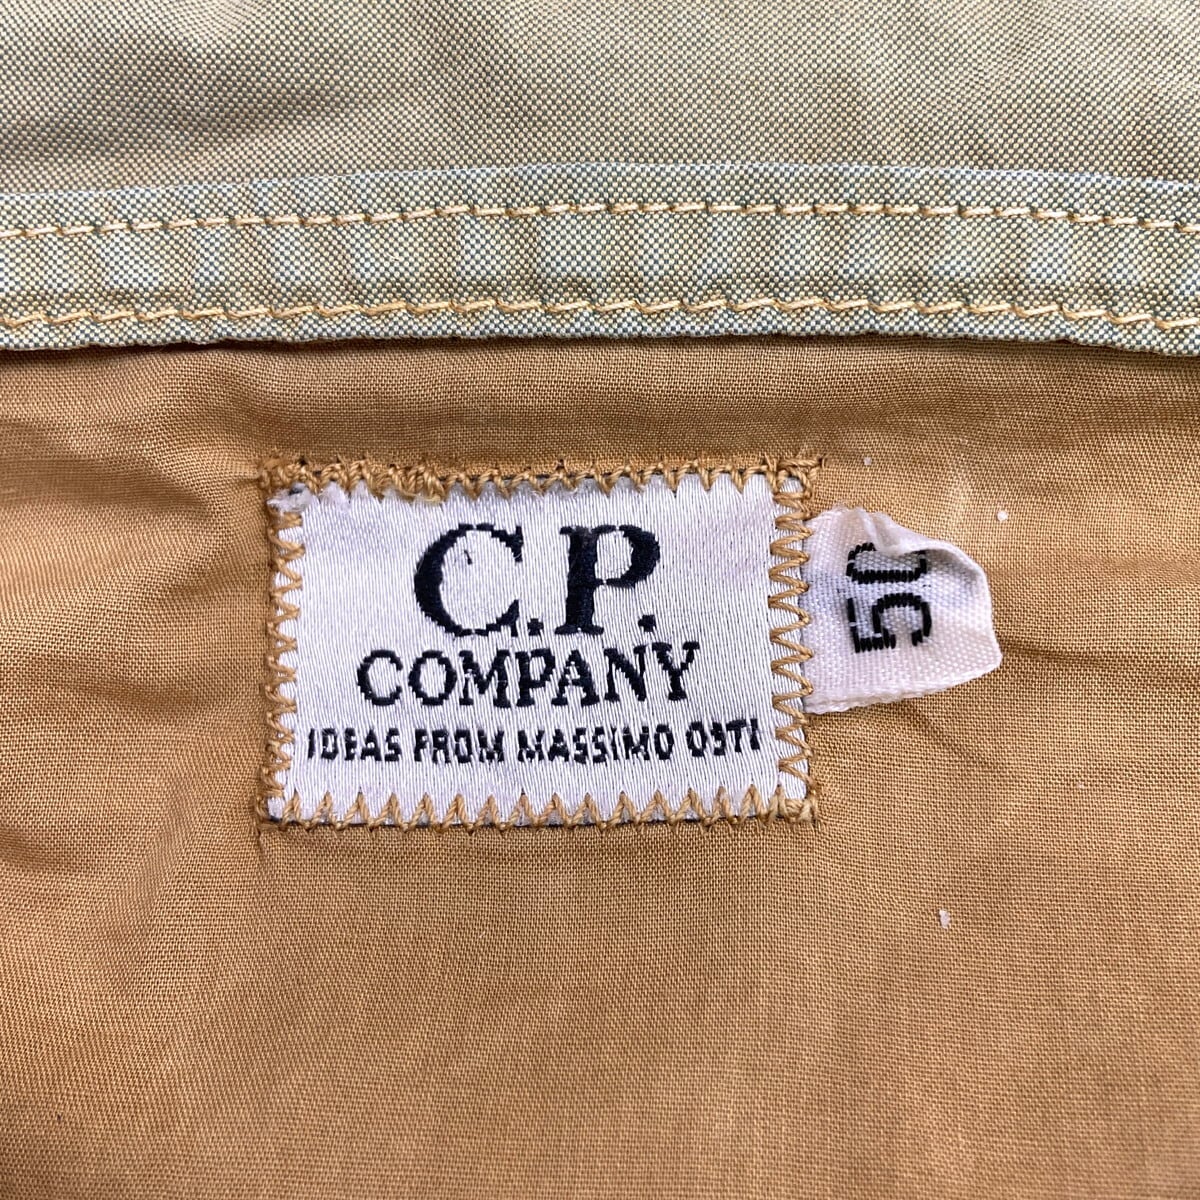 C.P.
COMPANY
IDEAS FROM MASSIMO OSTI
50